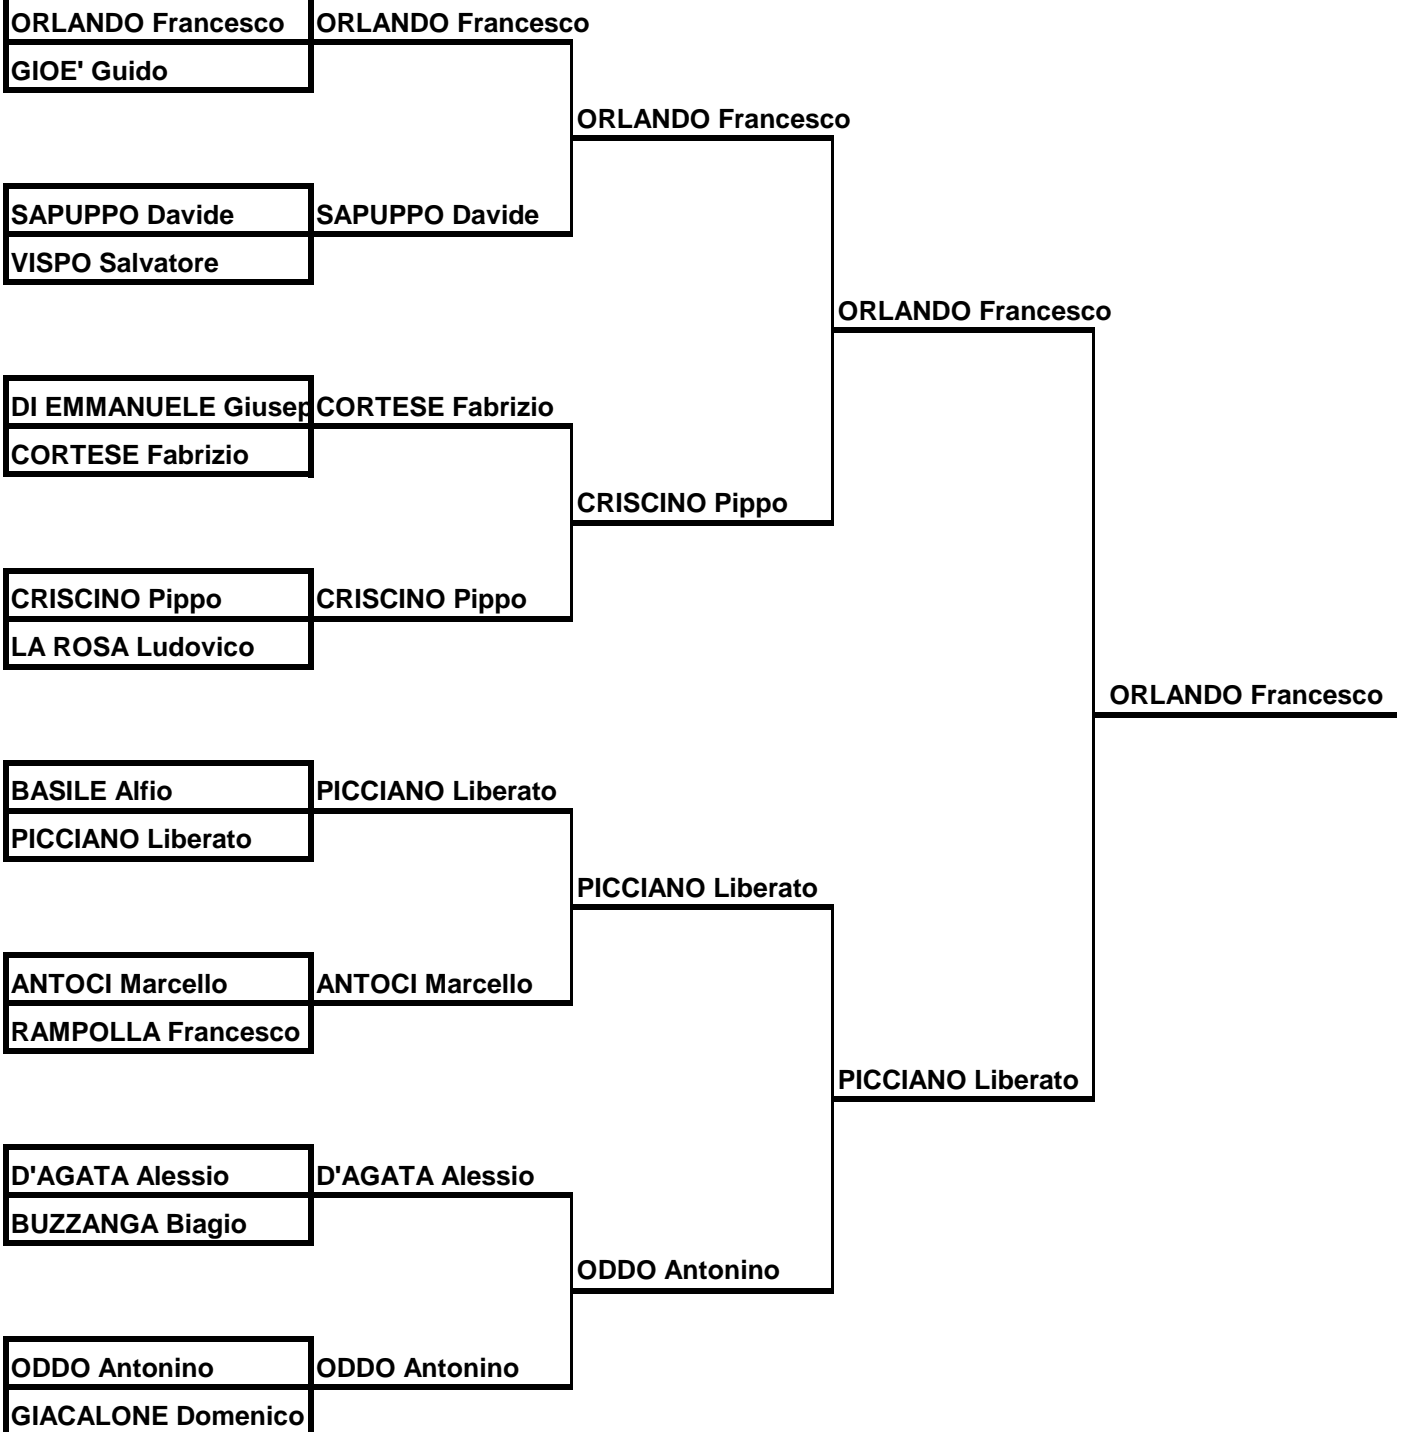 ORLANDO Francesco ORLANDO Francesco
GIOE' Guido
ORLANDO Francesco
SAPUPPO Davide SAPUPPO Davide
VISPO Salvatore
ORLANDO Francesco
DI EMMANUELE Giusep CORTESE Fabrizio
CORTESE Fabrizio
CRISCINO Pippo
CRISCINO Pippo CRISCINO Pippo
LA ROSA Ludovico
ORLANDO Francesco
BASILE Alfio PICCIANO Liberato
PICCIANO Liberato
PICCIANO Liberato
ANTOCI Marcello ANTOCI Marcello
RAMPOLLA Francesco
PICCIANO Liberato
D'AGATA Alessio D'AGATA Alessio
BUZZANGA Biagio
ODDO Antonino
ODDO Antonino ODDO Antonino
GIACALONE Domenico